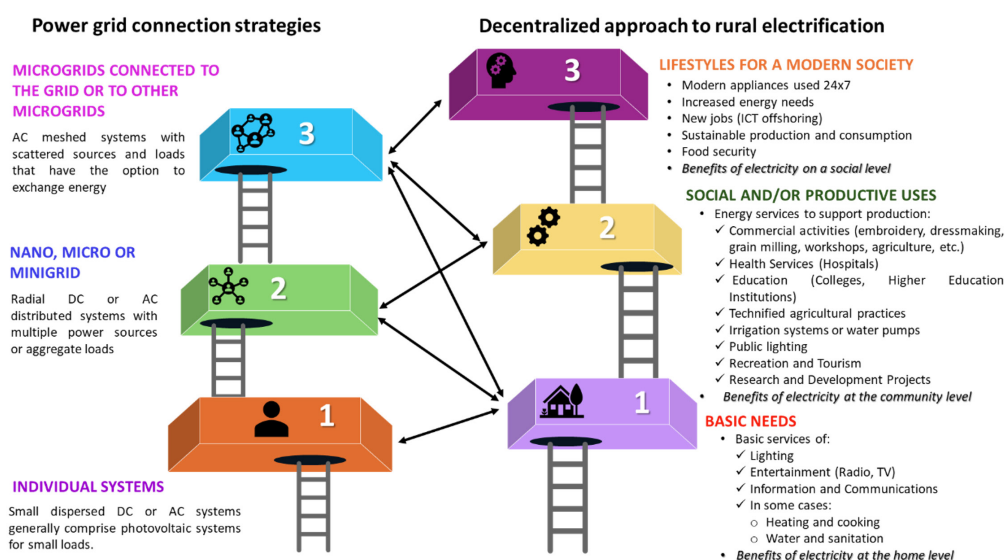 Power grid connection strategies
Decentralized approach to rural electrification
MICROGRIDS CONNECTED TO
THE GRID OR TO OTHER
MICROGRIDS
AC meshed systems with
scattered sources and loads
that have the option to
exchange energy
3
NANO, MICRO OR
MINIGRID
Radial DC or AC
distributed systems with
multiple power sources
or aggregate loads
2
1
INDIVIDUAL SYSTEMS
Small dispersed DC or AC systems
generally comprise photovoltaic systems
for small loads.
3
LIFESTYLES FOR A MODERN SOCIETY
• Modern appliances used 24x7
• Increased energy needs
• New jobs (ICT offshoring)
• Sustainable production and consumption
• Food security
• Benefits of electricity on a social level
2
SOCIAL AND/OR PRODUCTIVE USES
• Energy services to support production:
✓ Commercial activities (embroidery, dressmaking,
grain milling, workshops, agriculture, etc.)
✓ Health Services (Hospitals)
✓ Education (Colleges, Higher Education
Institutions)
✓ Technified agricultural practices
✓ Irrigation systems or water pumps
✓ Public lighting
✓ Recreation and Tourism
✓ Research and Development Projects
• Benefits of electricity at the community level
1
BASIC NEEDS
• Basic services of:
✓ Lighting
✓ Entertainment (Radio, TV)
✓ Information and Communications
✓ In some cases:
o Heating and cooking
o Water and sanitation
• Benefits of electricity at the home level